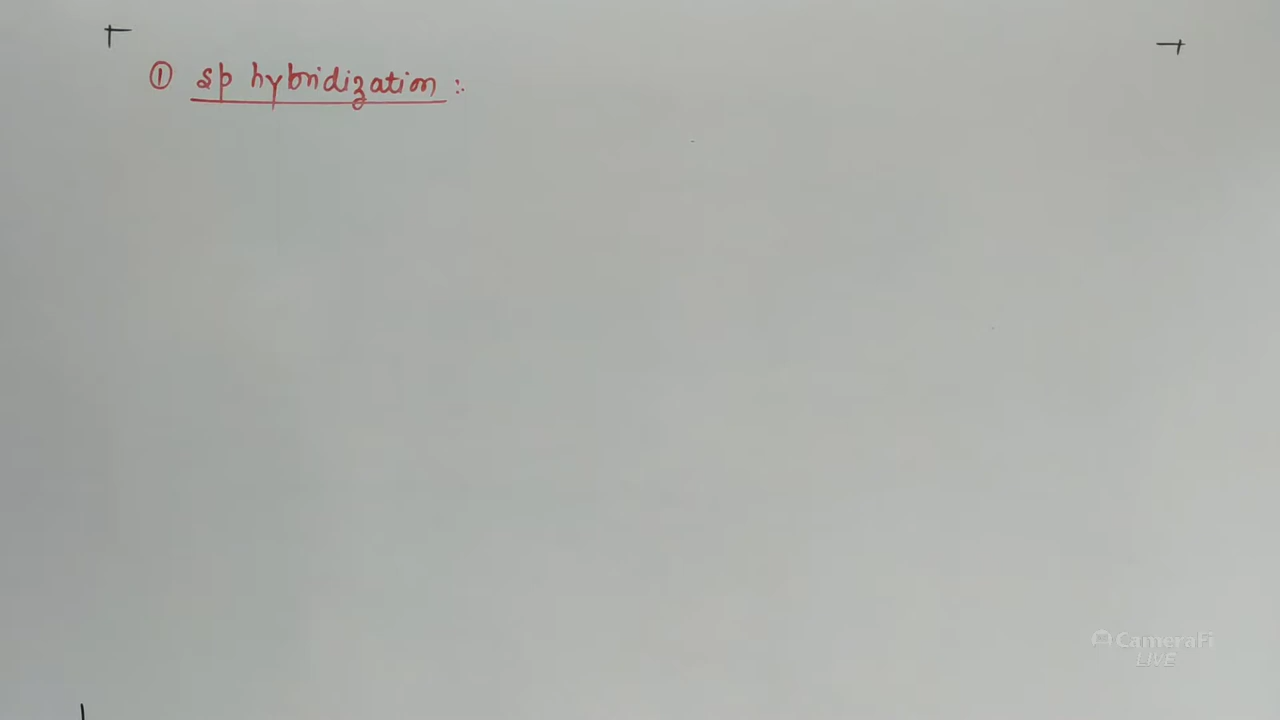 ① sp hybridization :-
CameraFi
LIVE